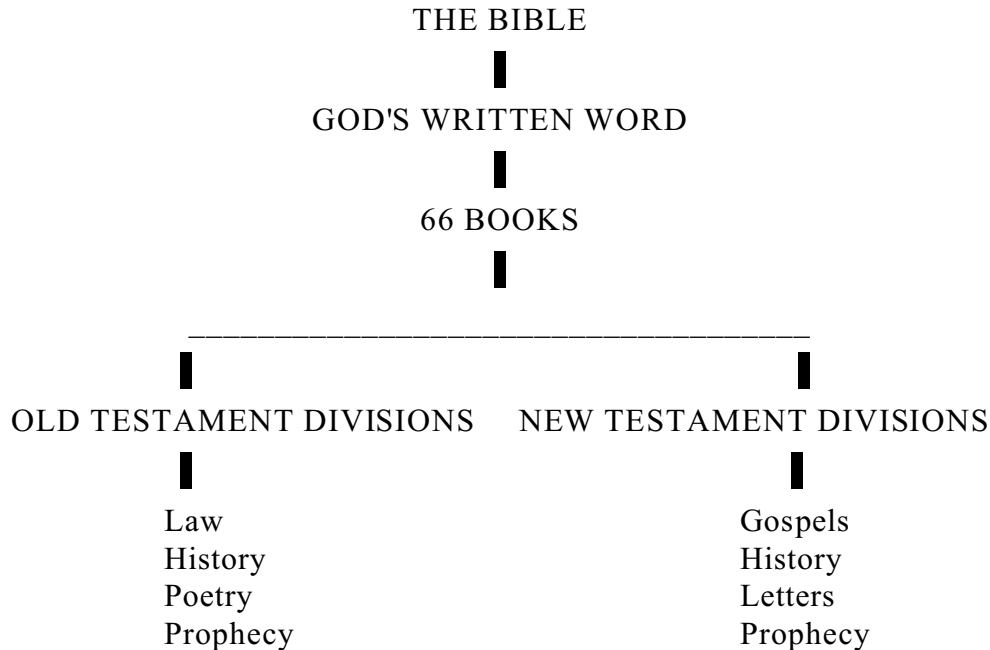 THE BIBLE
GOD'S WRITTEN WORD
66 BOOKS
OLD TESTAMENT DIVISIONS
NEW TESTAMENT DIVISIONS
Law
History
Poetry
Prophecy
Gospels
History
Letters
Prophecy